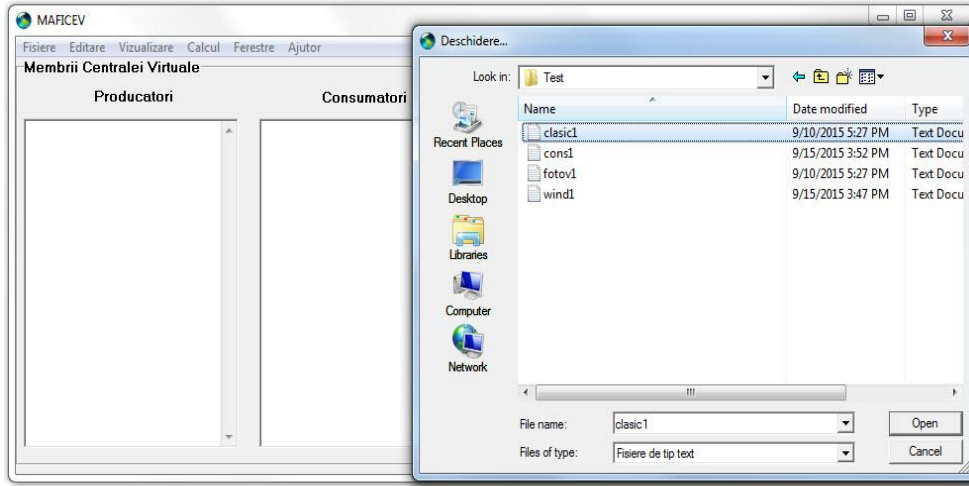 MAFICEV
Fisiere Editare Vizualizare Calcul Ferestre Ajutor
Membrii Centralei Virtuale
Producatori Consumatori
Deschidere...
Look in: Test
Name Date modified Type
clasic1 9/10/2015 5:27 PM Text Docu
cons1 9/15/2015 3:52 PM Text Docu
fotov1 9/10/2015 5:27 PM Text Docu
wind1 9/15/2015 3:47 PM Text Docu
Recent Places
Desktop
Libraries
Computer
Network
File name: clasic1 Open
Files of type: Fisiere de tip text Cancel